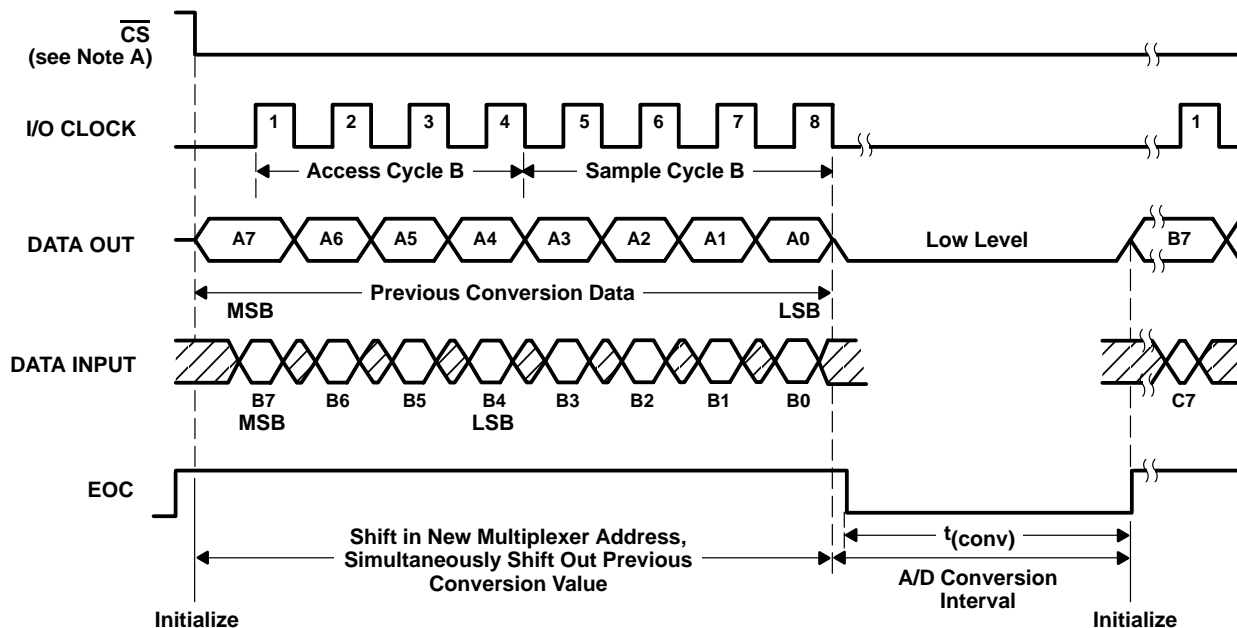 CS
(see Note A)
I/O CLOCK
1 2 3 4 5 6 7 8 1
Access Cycle B Sample Cycle B
DATA OUT
A7 A6 A5 A4 A3 A2 A1 A0 Low Level B7
Previous Conversion Data
MSB LSB
DATA INPUT
B7 B6 B5 B4 B3 B2 B1 B0 C7
MSB LSB
EOC
Shift in New Multiplexer Address,
Simultaneously Shift Out Previous
Conversion Value
t(conv)
A/D Conversion
Interval
Initialize Initialize